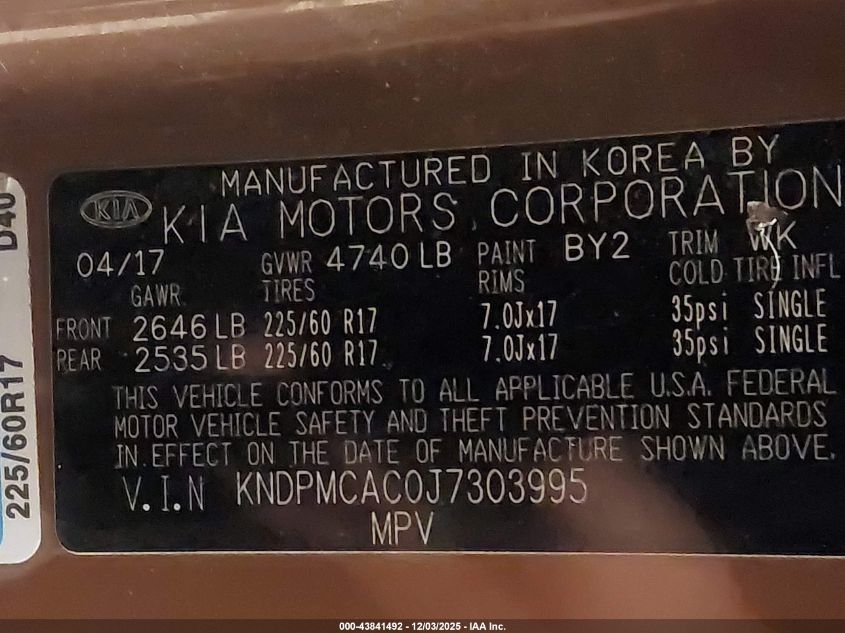 MANUFACTURED IN KOREA BY
KIA KIA MOTORS CORPORATION
04/17 GVWR 4740 LB PAINT BY2 TRIM WK
GAWR TIRES RIMS COLD TIRE INFL
FRONT 2646 LB 225/60 R17 7.0Jx17 35psi SINGLE
REAR 2535 LB 225/60 R17 7.0Jx17 35psi SINGLE
THIS VEHICLE CONFORMS TO ALL APPLICABLE U.S.A. FEDERAL
MOTOR VEHICLE SAFETY AND THEFT PREVENTION STANDARDS
IN EFFECT ON THE DATE OF MANUFACTURE SHOWN ABOVE.
V.I.N KNDPMCAC0J7303995
MPV
225/60R17 D40
000-43841492 - 12/03/2025 - IAA Inc.